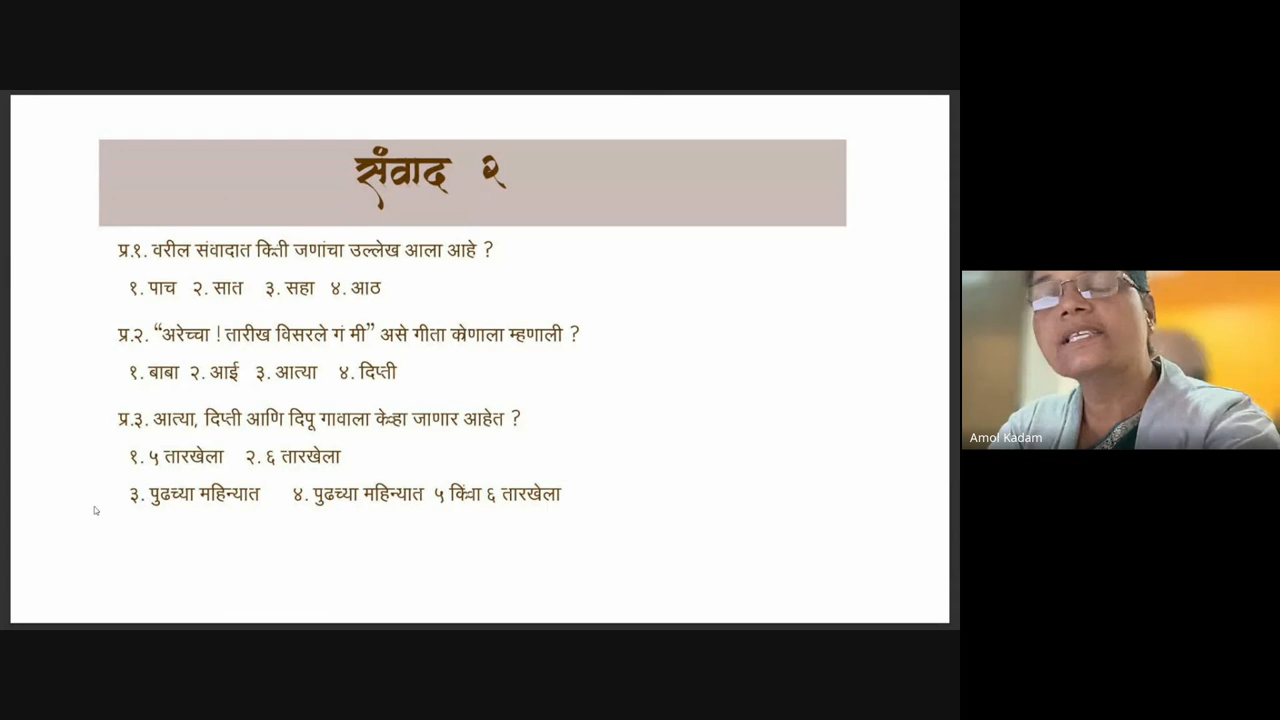 संवाद २
प्र.१. वरील संवादात किती जणांचा उल्लेख आला आहे ?
१. पाच २. सात ३. सहा ४. आठ
प्र.२. “अरेच्चा ! तारीख विसरले गं मी” असे गीता कोणाला म्हणाली ?
१. बाबा २. आई ३. आत्या ४. दिप्ती
प्र.३. आत्या, दिप्ती आणि दिपू गावाला केव्हा जाणार आहेत ?
१. ५ तारखेला २. ६ तारखेला
३. पुढच्या महिन्यात ४. पुढच्या महिन्यात ५ किंवा ६ तारखेला
Amol Kadam